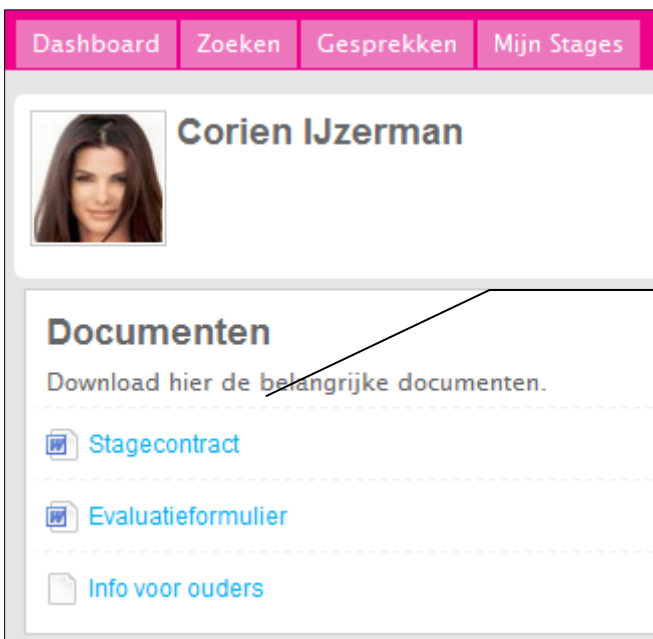 Dashboard Zoeken Gesprekken Mijn Stages
Corien IJzerman
Documenten
Download hier de belangrijke documenten.
Stagecontract
Evaluatieformulier
Info voor ouders